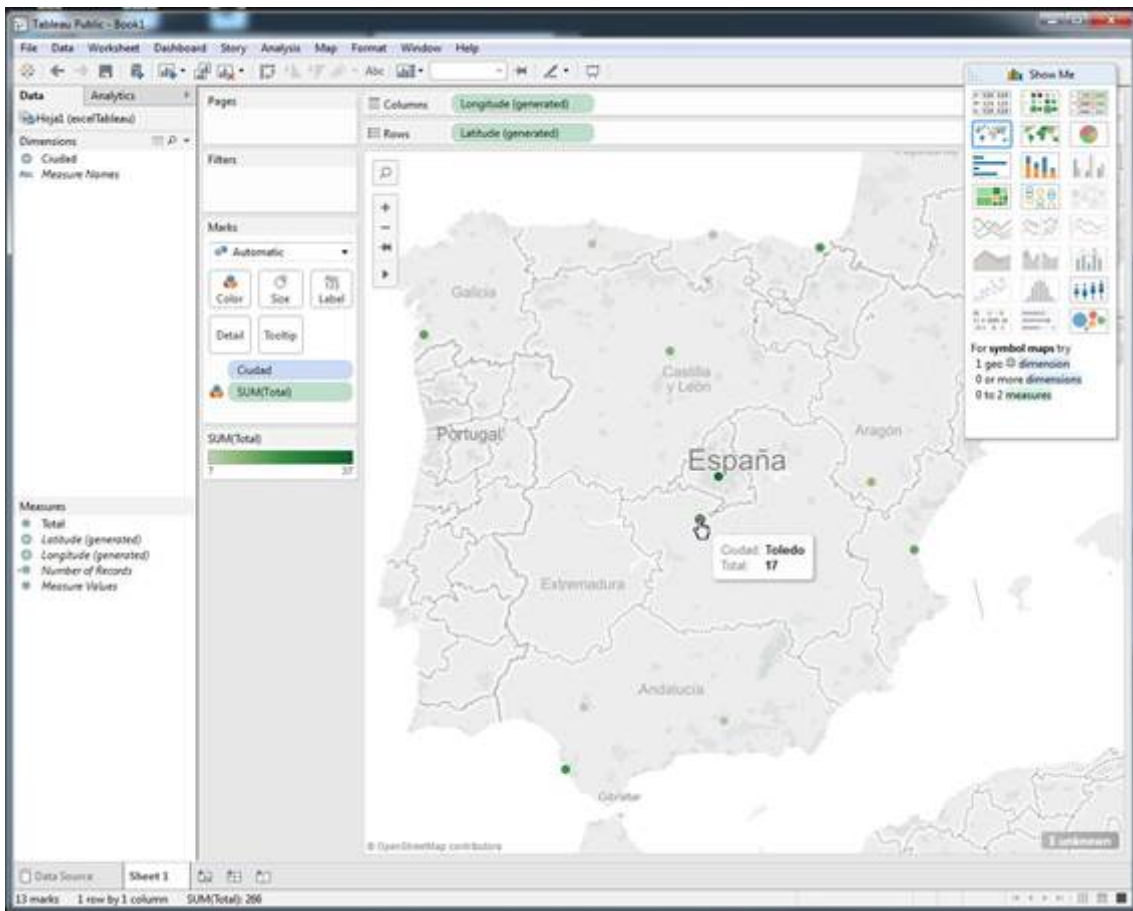 Tableau Public - Book1
File Data Worksheet Dashboard Story Analysis Map Format Window Help
Abc
Data Analytics
Hoja1 (excelTableau)
Dimensions
Ciudad
Abc Measure Names
Measures
Total
Latitude (generated)
Longitude (generated)
Number of Records
Measure Values
Pages
Filters
Marks
Automatic
Color Size Label
Detail Tooltip
Ciudad
SUM(Total)
SUM(Total)
7 37
Columns Longitude (generated)
Rows Latitude (generated)
Galicia
Castilla
y León
Portugal
Aragón
España
Ciudad: Toledo
Total: 17
Extremadura
Andalucía
Gibraltar
© OpenStreetMap contributors
1 unknown
Show Me
For symbol maps try
1 geo dimension
0 or more dimensions
0 to 2 measures
Data Source Sheet 1
13 marks 1 row by 1 column SUM(Total): 266